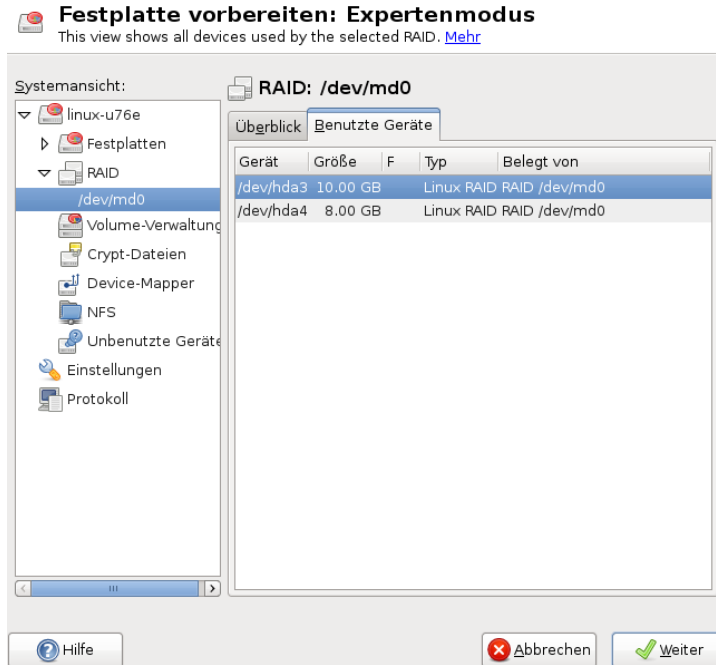 Festplatte vorbereiten: Expertenmodus
This view shows all devices used by the selected RAID. Mehr
Systemansicht:
linux-u76e
Festplatten
RAID
/dev/md0
Volume-Verwaltung
Crypt-Dateien
Device-Mapper
NFS
Unbenutzte Geräte
Einstellungen
Protokoll
RAID: /dev/md0
Überblick Benutzte Geräte
Gerät Größe F Typ Belegt von
/dev/hda3 10.00 GB Linux RAID RAID /dev/md0
/dev/hda4 8.00 GB Linux RAID RAID /dev/md0
Hilfe Abbrechen Weiter